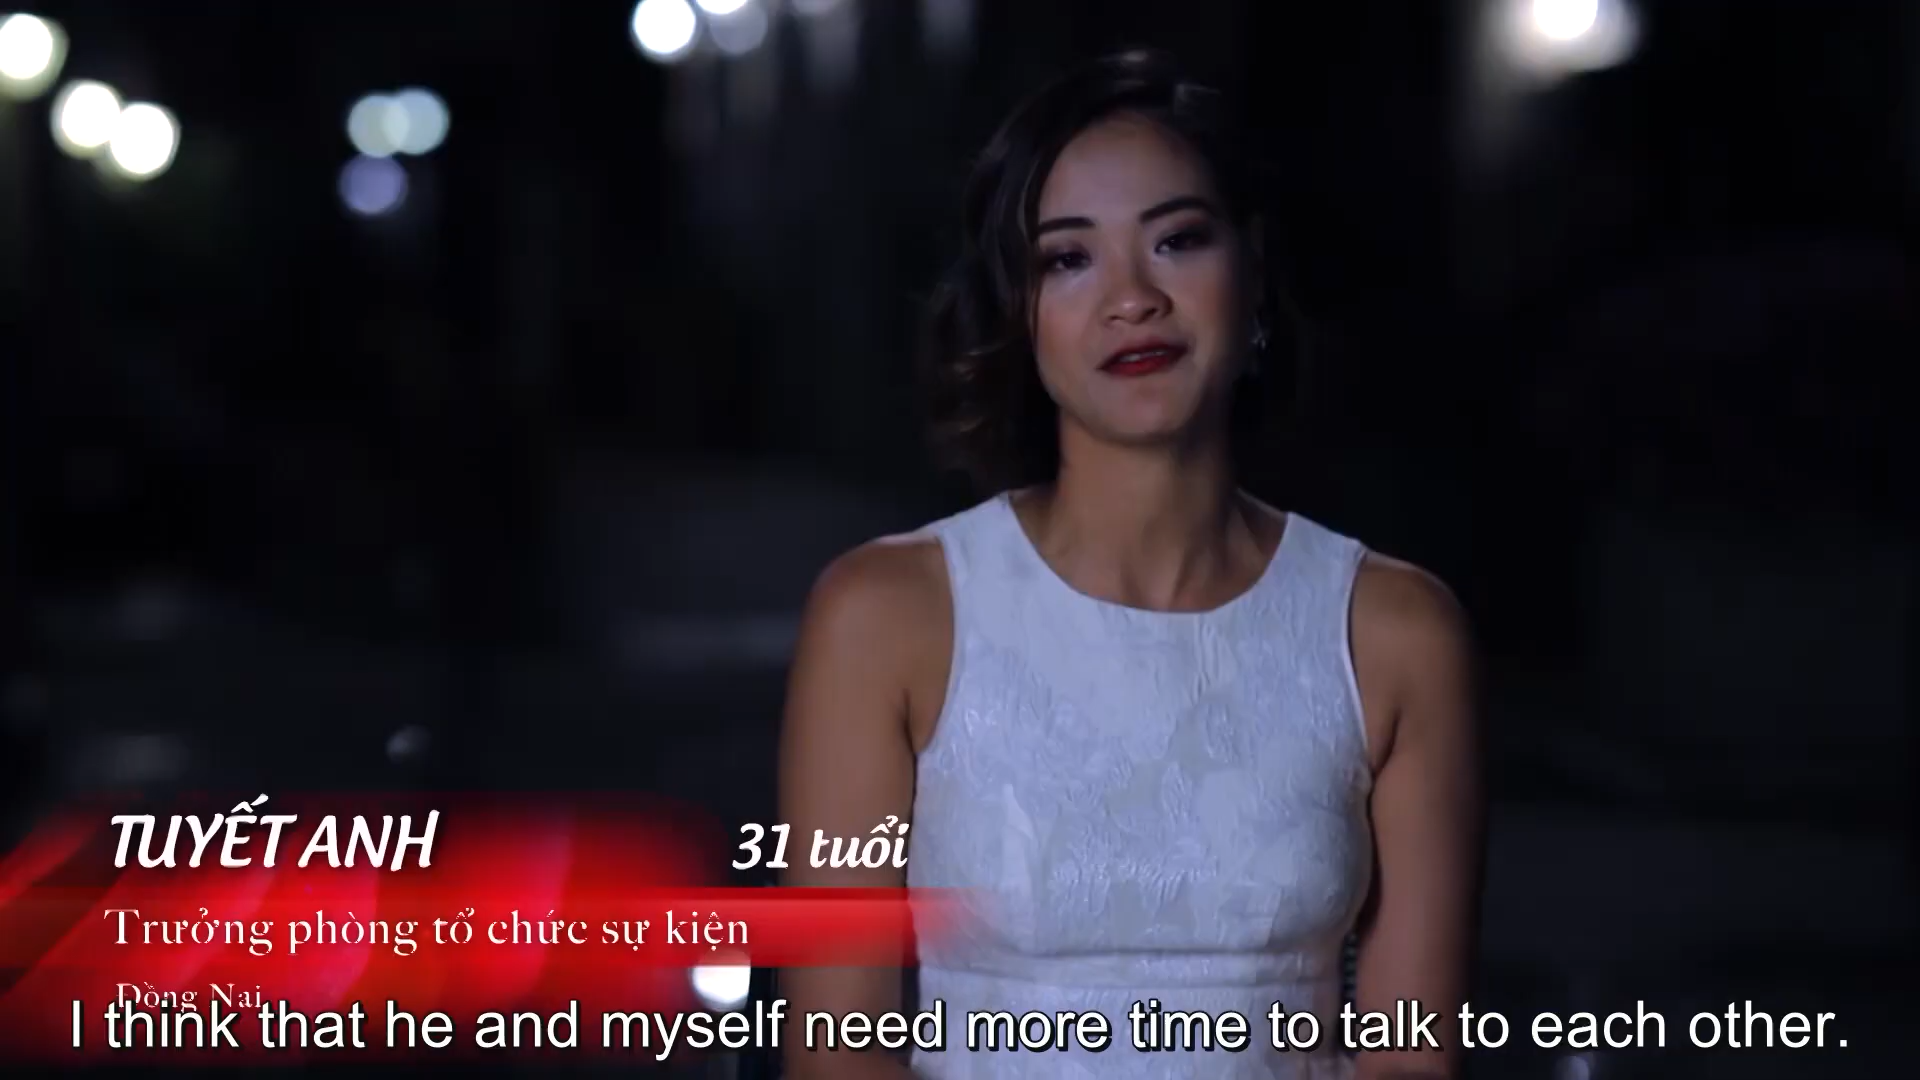 TUYẾT ANH 31 tuổi
Trưởng phòng tổ chức sự kiện
Đồng Nai
I think that he and myself need more time to talk to each other.